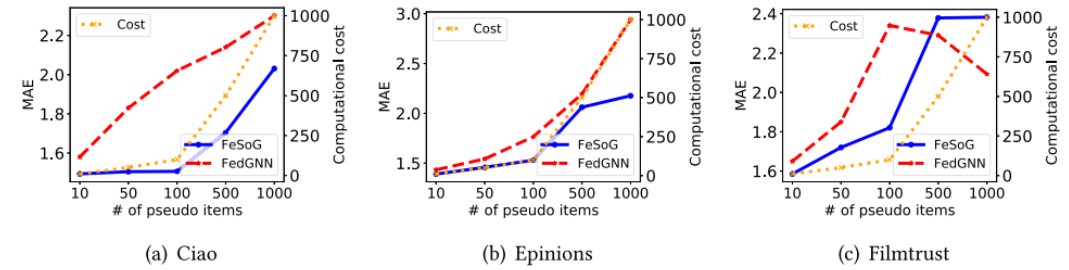 Cost
FeSoG
FedGNN
MAE
2.2
2.0
1.8
1.6
1000
750
500
250
0
Computational cost
10
50
100
500
1000
# of pseudo items
(a) Ciao
Cost
FeSoG
FedGNN
MAE
3.0
2.5
2.0
1.5
1000
750
500
250
0
Computational cost
10
50
100
500
1000
# of pseudo items
(b) Epinions
Cost
FeSoG
FedGNN
MAE
2.4
2.2
2.0
1.8
1.6
1000
750
500
250
0
Computational cost
10
50
100
500
1000
# of pseudo items
(c) Filmtrust